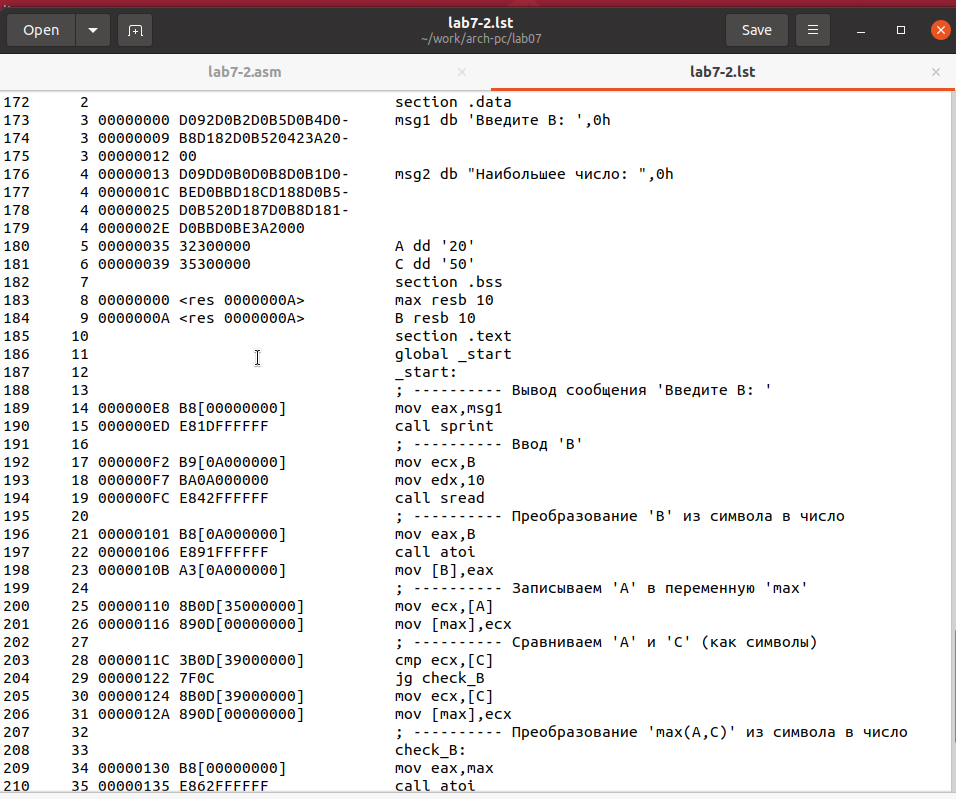 Open
lab7-2.lst
~/work/arch-pc/lab07
Save
lab7-2.asm
lab7-2.lst
172 2 section .data
173 3 00000000 D092D0B2D0B5D0B4D0- msg1 db 'Введите B: ',0h
174 3 00000009 B8D182D0B520423A20-
175 3 00000012 00
176 4 00000013 D09DD0B0D0B8D0B1D0- msg2 db "Наибольшее число: ",0h
177 4 0000001C BED0BBD18CD188D0B5-
178 4 00000025 D0B520D187D0B8D181-
179 4 0000002E D0BBD0BE3A2000
180 5 00000035 32300000 A dd '20'
181 6 00000039 35300000 C dd '50'
182 7 section .bss
183 8 00000000 <res 0000000A> max resb 10
184 9 0000000A <res 0000000A> B resb 10
185 10 section .text
186 11 global _start
187 12 _start:
188 13 ; ---------- Вывод сообщения 'Введите B: '
189 14 000000E8 B8[00000000] mov eax,msg1
190 15 000000ED E81DFFFFFF call sprint
191 16 ; ---------- Ввод 'B'
192 17 000000F2 B9[0A000000] mov ecx,B
193 18 000000F7 BA0A000000 mov edx,10
194 19 000000FC E842FFFFFF call sread
195 20 ; ---------- Преобразование 'B' из символа в число
196 21 00000101 B8[0A000000] mov eax,B
197 22 00000106 E891FFFFFF call atoi
198 23 0000010B A3[0A000000] mov [B],eax
199 24 ; ---------- Записываем 'A' в переменную 'max'
200 25 00000110 8B0D[35000000] mov ecx,[A]
201 26 00000116 890D[00000000] mov [max],ecx
202 27 ; ---------- Сравниваем 'A' и 'С' (как символы)
203 28 0000011C 3B0D[39000000] cmp ecx,[C]
204 29 00000122 7F0C jg check_B
205 30 00000124 8B0D[39000000] mov ecx,[C]
206 31 0000012A 890D[00000000] mov [max],ecx
207 32 ; ---------- Преобразование 'max(A,C)' из символа в число
208 33 check_B:
209 34 00000130 B8[00000000] mov eax,max
210 35 00000135 E862FFFFFF call atoi